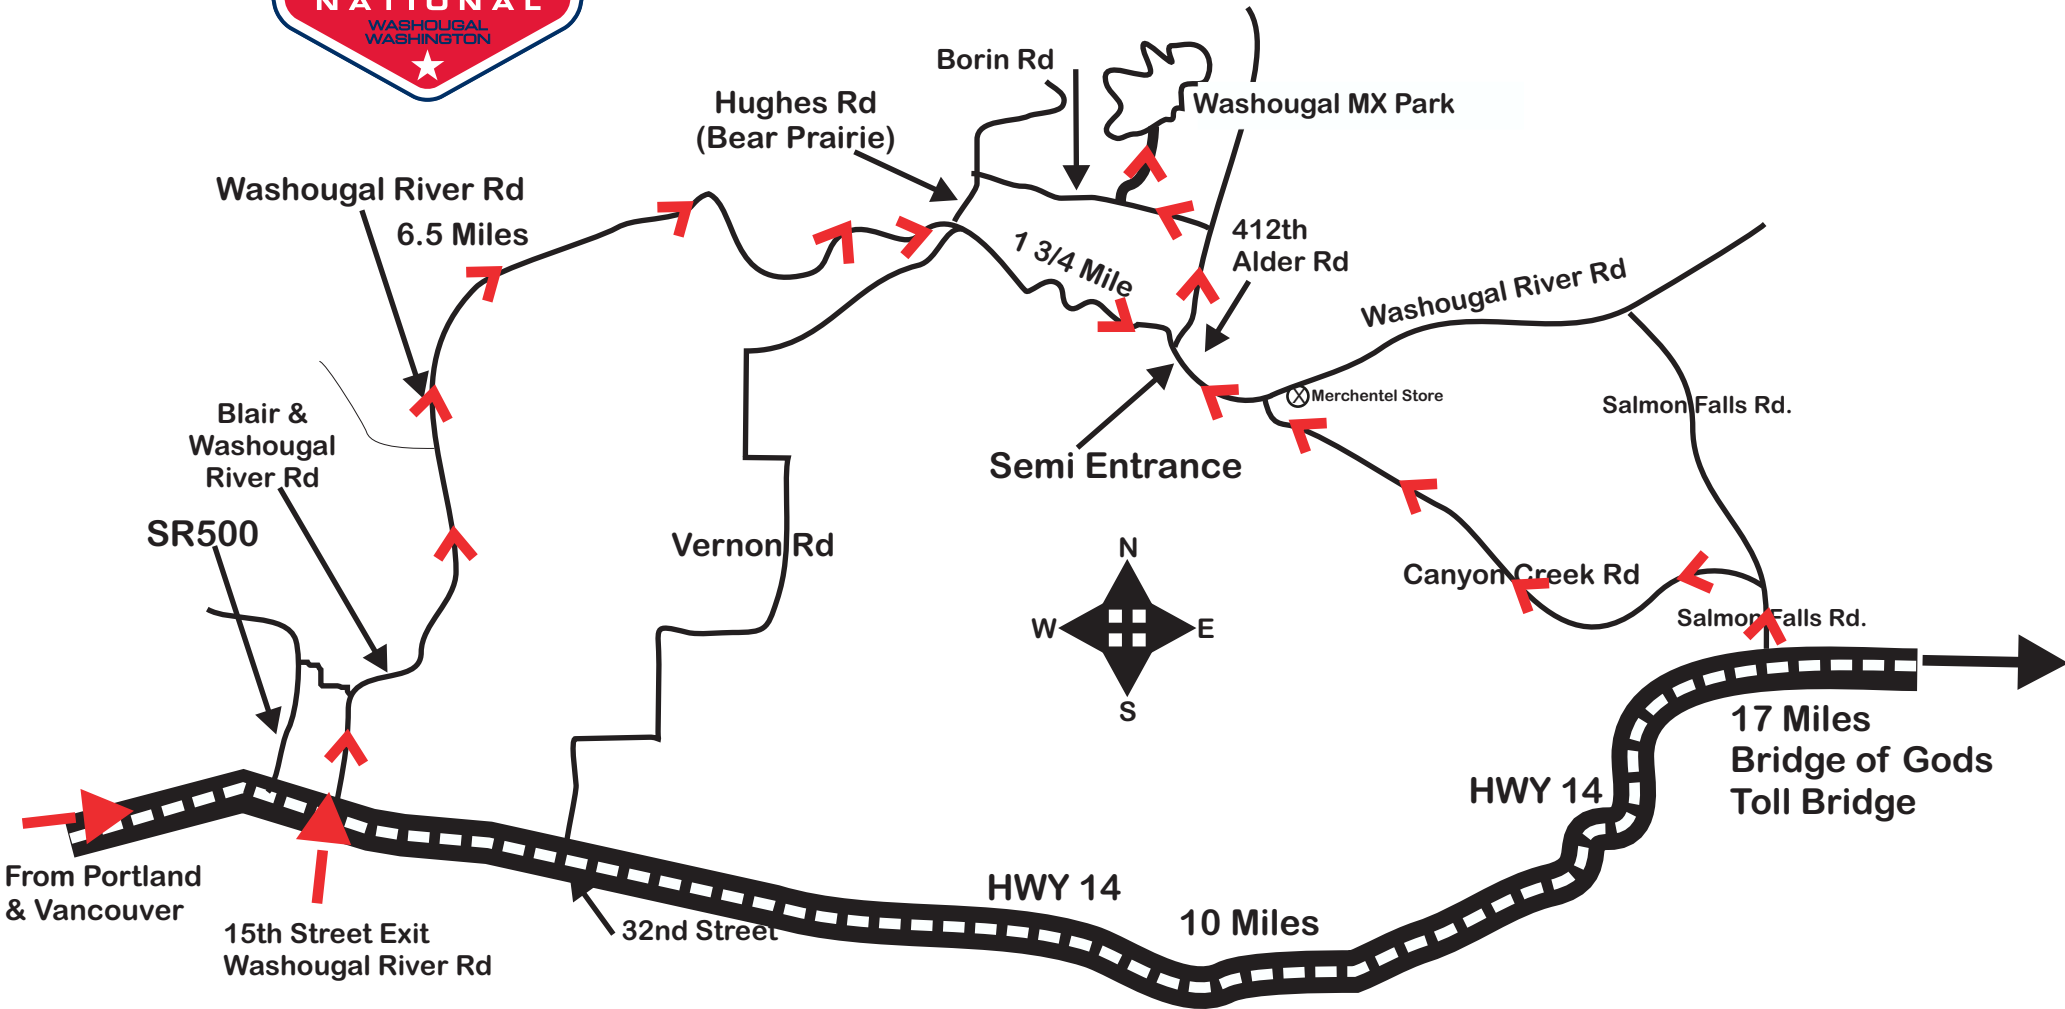 NATIONAL
WASHOUGAL
WASHINGTON
Borin Rd
Hughes Rd
(Bear Prairie)
Washougal MX Park
Washougal River Rd
6.5 Miles
1 3/4 Mile
412th
Alder Rd
Washougal River Rd
Merchentel Store
Salmon Falls Rd.
Blair &
Washougal
River Rd
Semi Entrance
SR500
Vernon Rd
N
W
E
S
Canyon Creek Rd
Salmon Falls Rd.
17 Miles
Bridge of Gods
Toll Bridge
HWY 14
From Portland
& Vancouver
15th Street Exit
Washougal River Rd
32nd Street
HWY 14
10 Miles